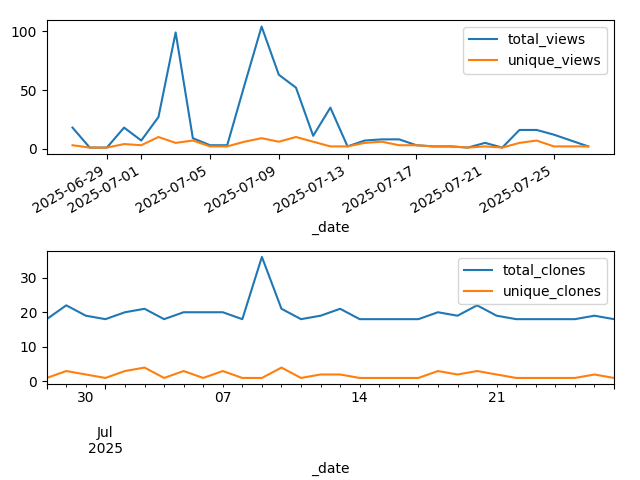 100
50
0
total_views
unique_views
2025-06-29
2025-07-01
2025-07-05
2025-07-09
2025-07-13
2025-07-17
2025-07-21
2025-07-25
_date
30
20
10
0
total_clones
unique_clones
30
07
14
21
Jul
2025
_date